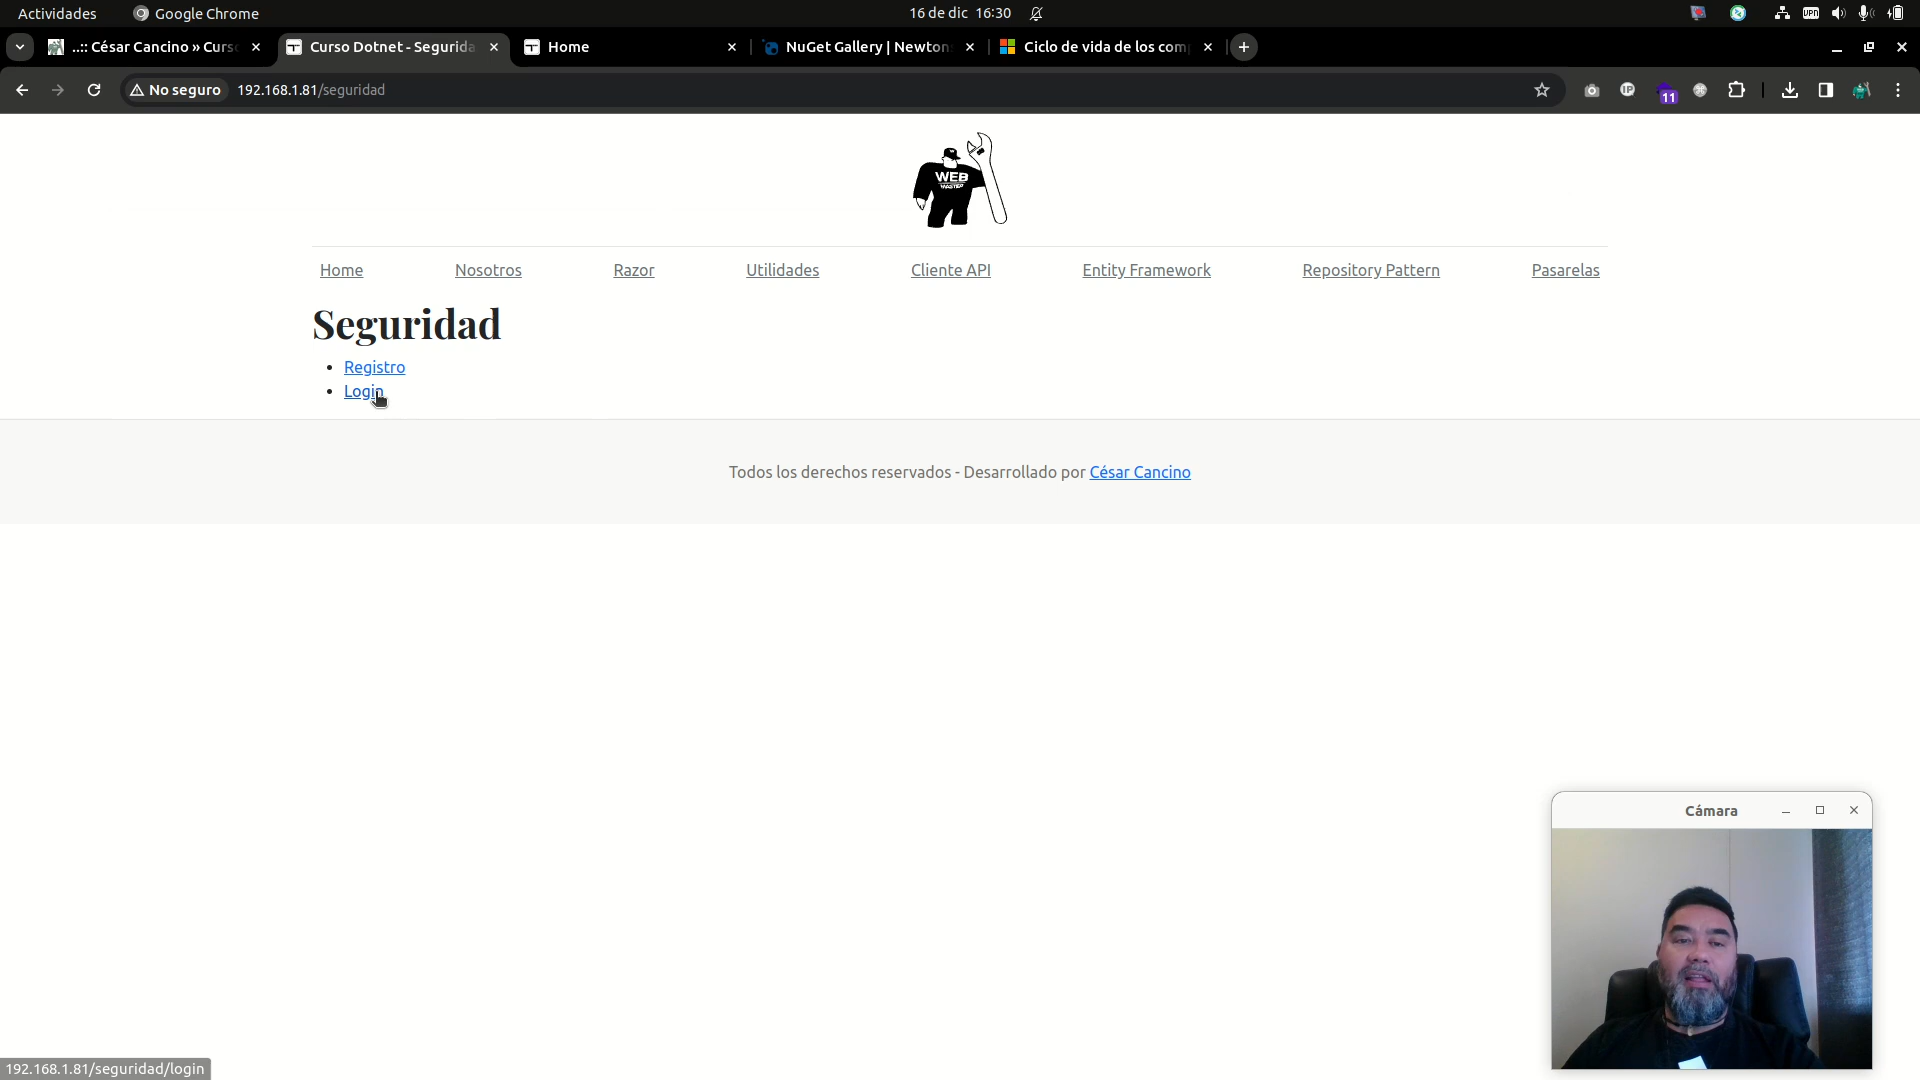 Actividades
Google Chrome
16 de dic 16:30
..:: César Cancino » Curs
Curso Dotnet - Segurida
Home
NuGet Gallery | Newton
Ciclo de vida de los com
No seguro
192.168.1.81/seguridad
11
WEB
MASTER
Home
Nosotros
Razor
Utilidades
Cliente API
Entity Framework
Repository Pattern
Pasarelas
Seguridad
Registro
Login
Todos los derechos reservados - Desarrollado por César Cancino
Cámara
192.168.1.81/seguridad/login